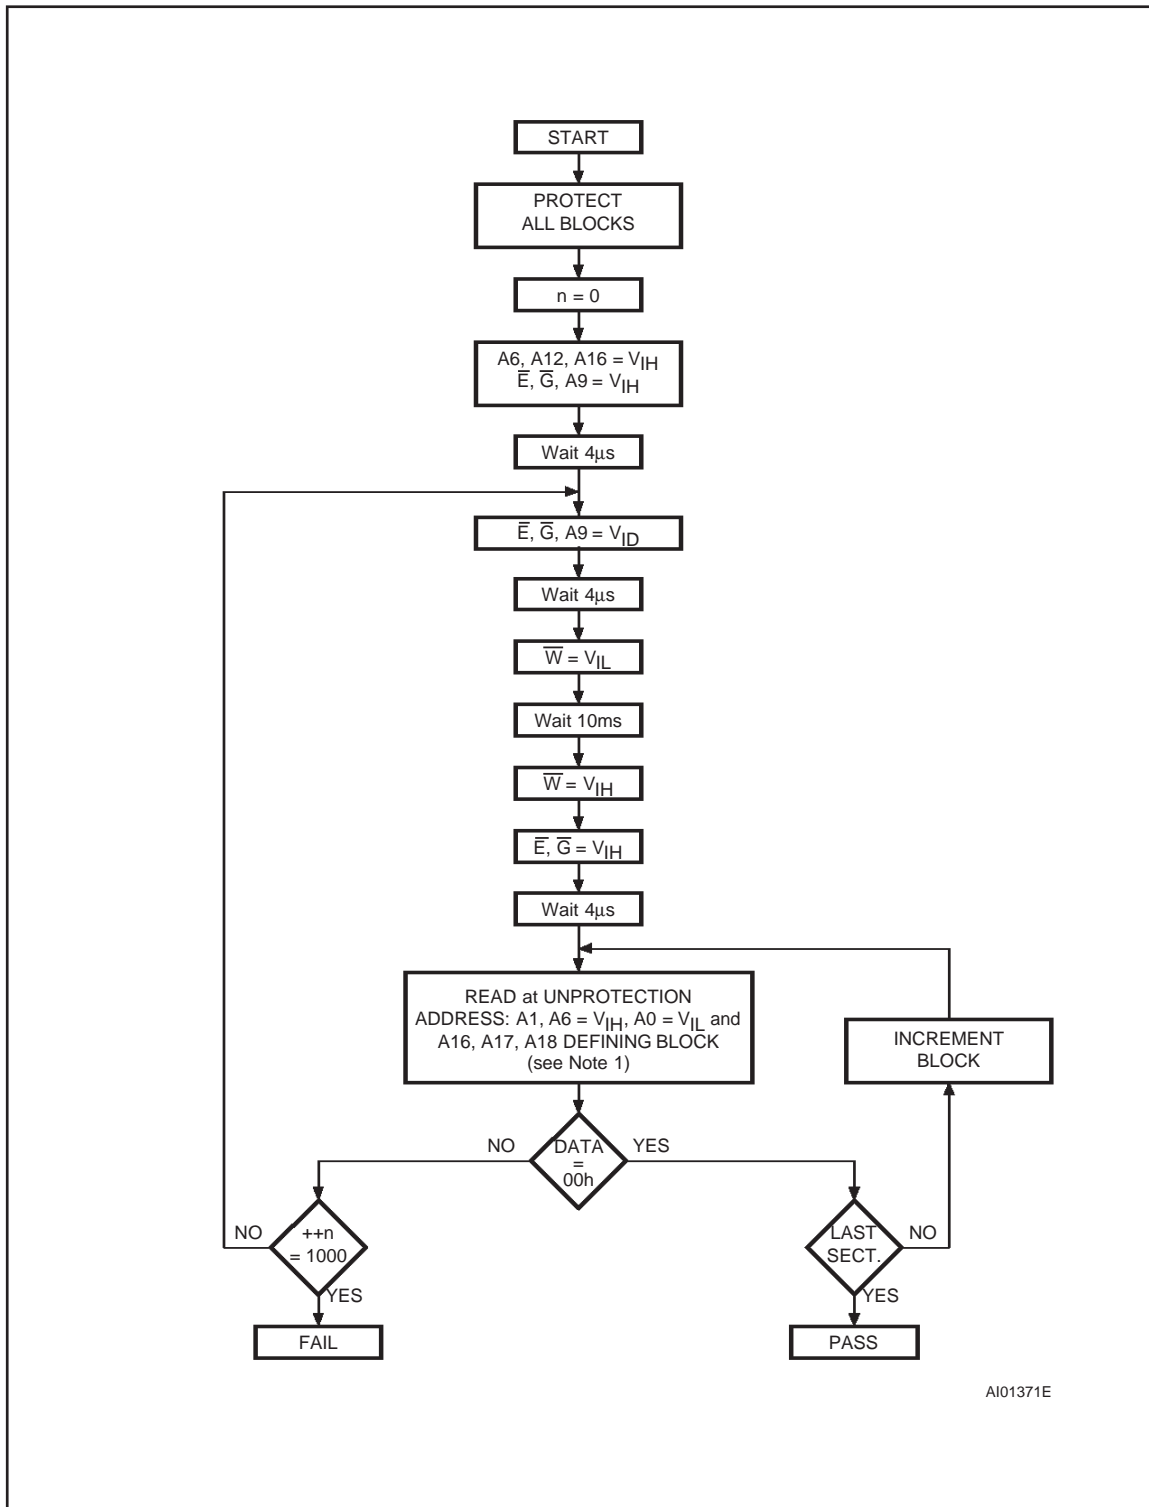 START
PROTECT
ALL BLOCKS
n = 0
A6, A12, A16 = VIH
E̅, G̅, A9 = VIH
Wait 4µs
E̅, G̅, A9 = VID
Wait 4µs
W̅ = VIL
Wait 10ms
W̅ = VIH
E̅, G̅ = VIH
Wait 4µs
READ at UNPROTECTION
ADDRESS: A1, A6 = VIH, A0 = VIL and
A16, A17, A18 DEFINING BLOCK
(see Note 1)
INCREMENT
BLOCK
NO
DATA
=
00h
YES
NO
++n
= 1000
YES
FAIL
LAST
SECT.
NO
YES
PASS
AI01371E